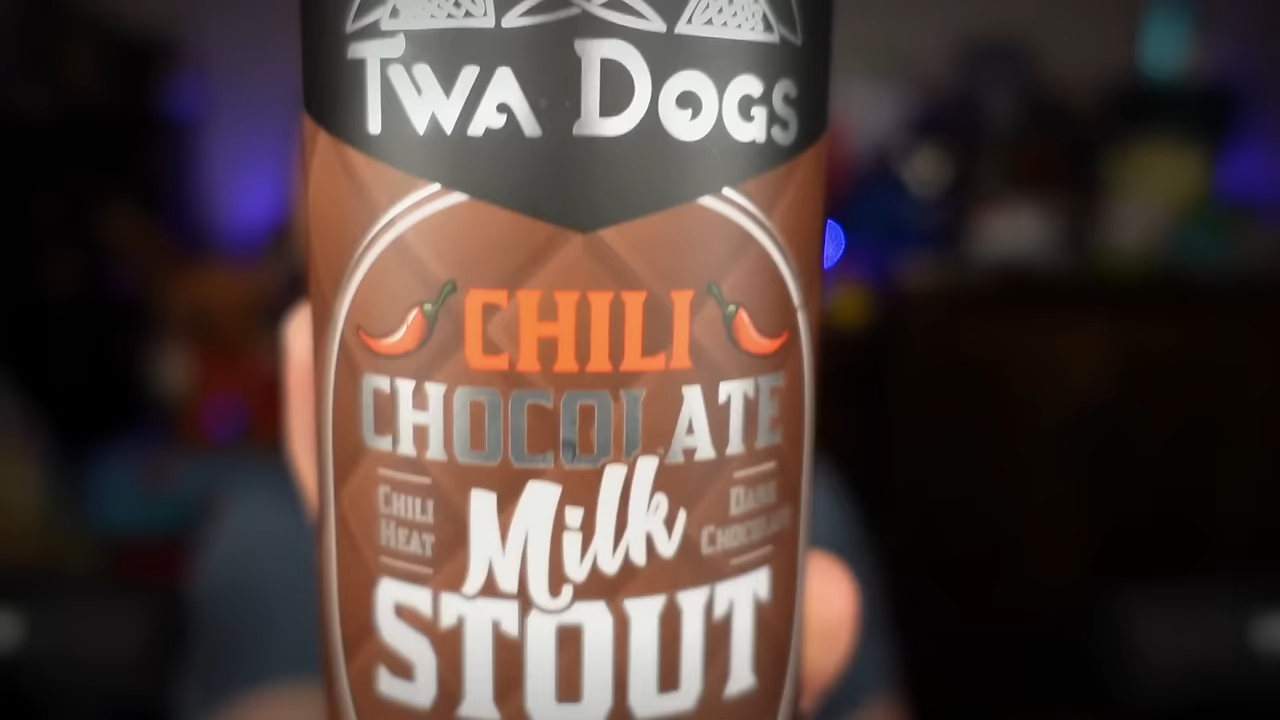 TWA DOGS
CHILI
CHOCOLATE
Milk
CHILI
HEAT
DARK
CHOCOLATE
STOUT